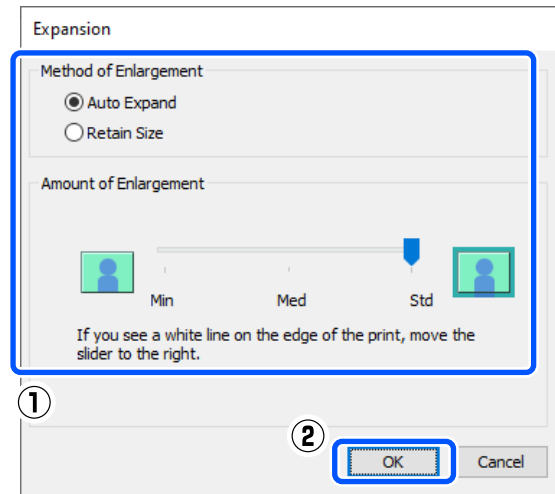 Expansion
Method of Enlargement
Auto Expand
Retain Size
Amount of Enlargement
Min Med Std
If you see a white line on the edge of the print, move the
slider to the right.
①
②
OK Cancel